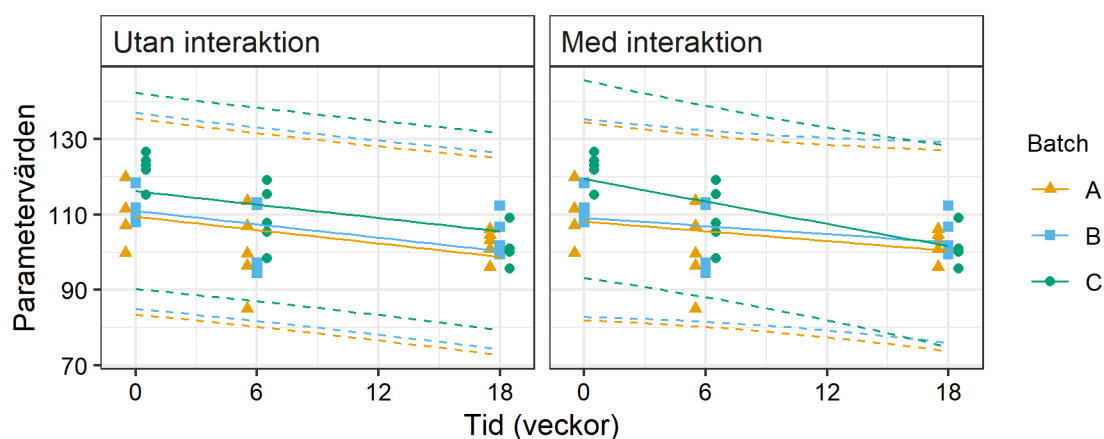 Utan interaktion
Med interaktion
Parametervärden
130
110
90
70
0
6
12
18
0
6
12
18
Tid (veckor)
Batch
A
B
C